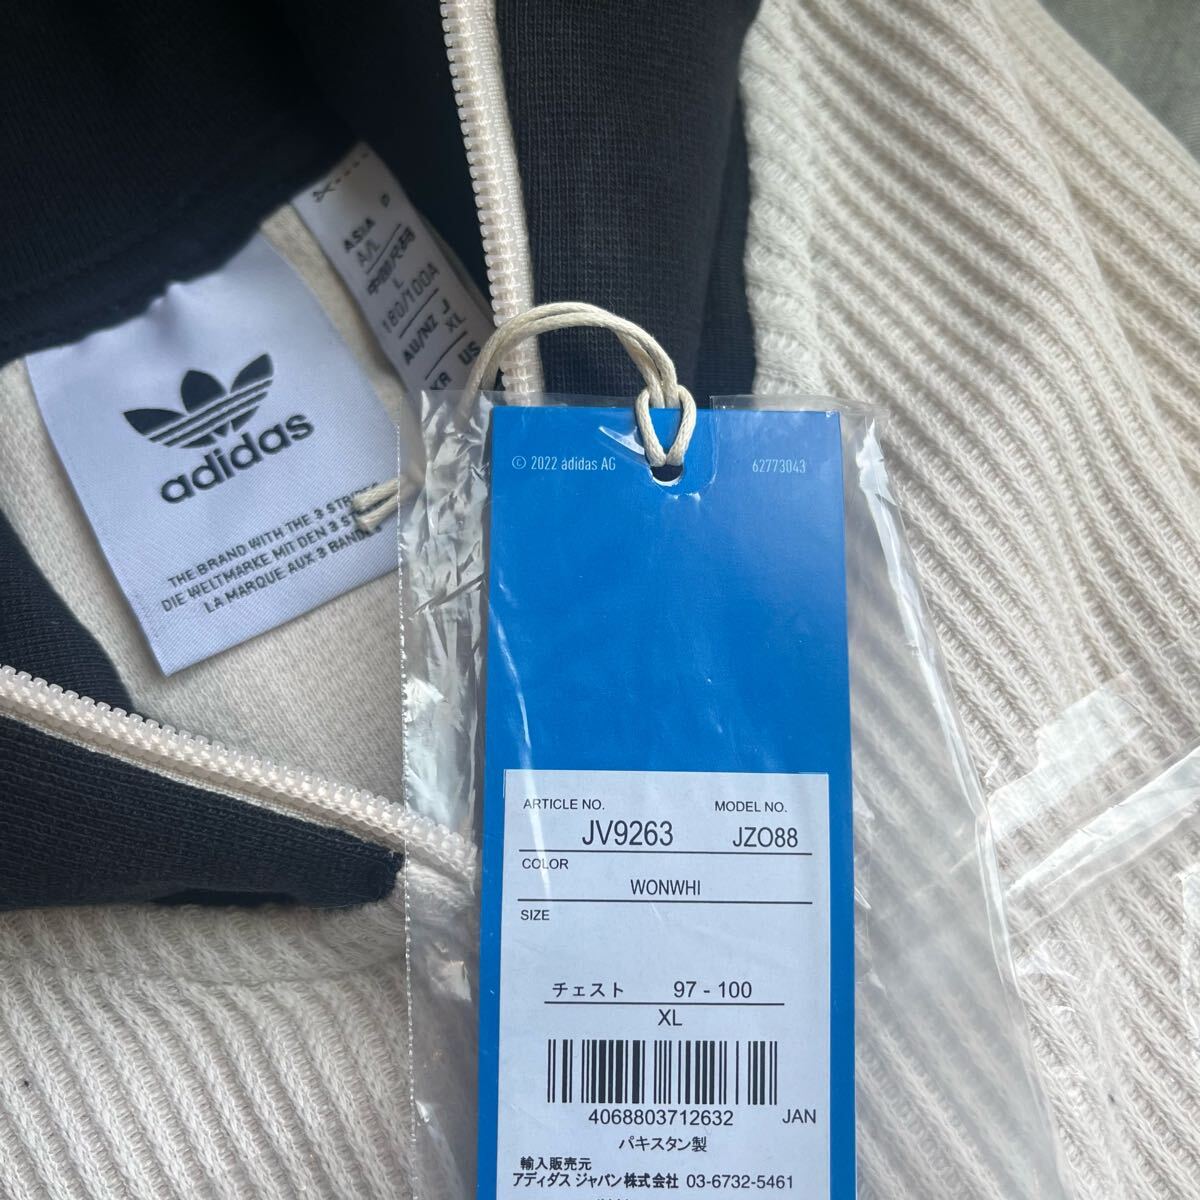 ASIA
A/L
L
180/100A
J
XL
AU/NZ
US
KR
adidas
THE BRAND WITH THE 3
DIE WELTMARKE MIT DEN 3
LA MARQUE AUX 3
© 2022 adidas AG
62773043
ARTICLE NO.
MODEL NO.
JV9263
JZO88
COLOR
WONWHI
SIZE
チェスト 97 - 100
XL
4068803712632
JAN
パキスタン製
輸入販売元
アディダス ジャパン株式会社 03-6732-5461